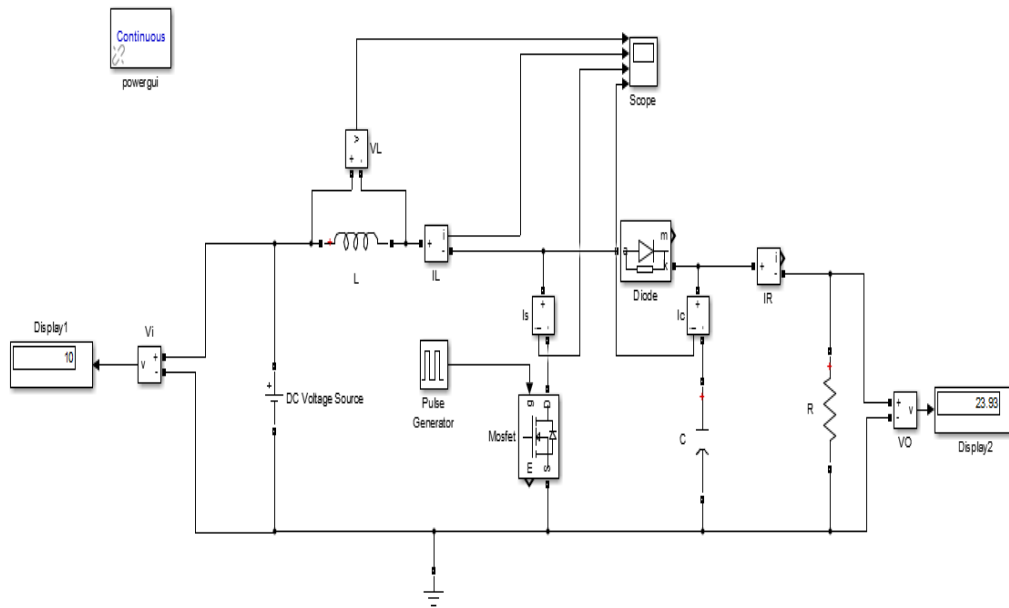 Continuous
powergui
Scope
v
+ -
VL
L
+ i
-
IL
a
m
k
Diode
+ i
-
IR
Display1
10
Vi
v
+
-
+
DC Voltage Source
Pulse
Generator
Is
+
i -
Ic
+
i -
Mosfet
g
D
E
S
C
R
+
-
v
VO
23.93
Display2